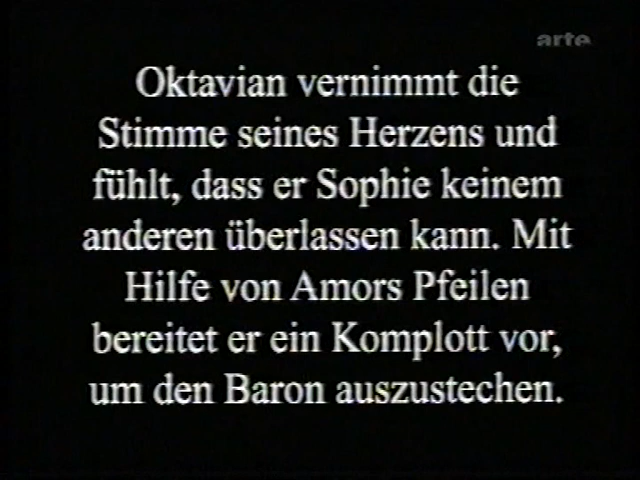 arte
Oktavian vernimmt die
Stimme seines Herzens und
fühlt, dass er Sophie keinem
anderen überlassen kann. Mit
Hilfe von Amors Pfeilen
bereitet er ein Komplott vor,
um den Baron auszustechen.